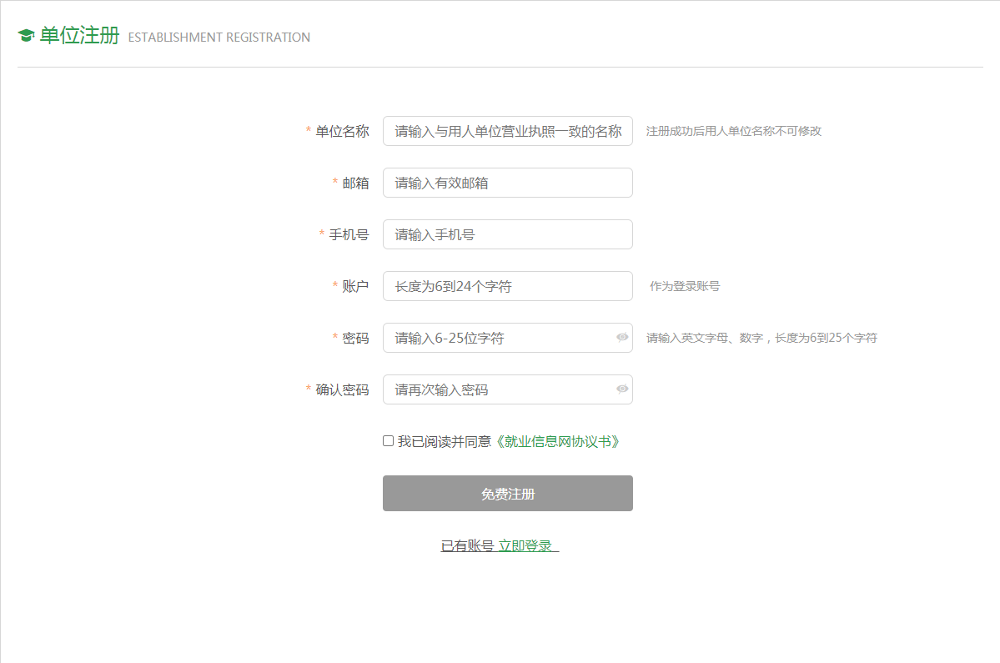 单位注册 ESTABLISHMENT REGISTRATION
* 单位名称 请输入与用人单位营业执照一致的名称 注册成功后用人单位名称不可修改
* 邮箱 请输入有效邮箱
* 手机号 请输入手机号
* 账户 长度为6到24个字符 作为登录账号
* 密码 请输入6-25位字符 请输入英文字母、数字，长度为6到25个字符
* 确认密码 请再次输入密码
我已阅读并同意《就业信息网协议书》
免费注册
已有账号 立即登录